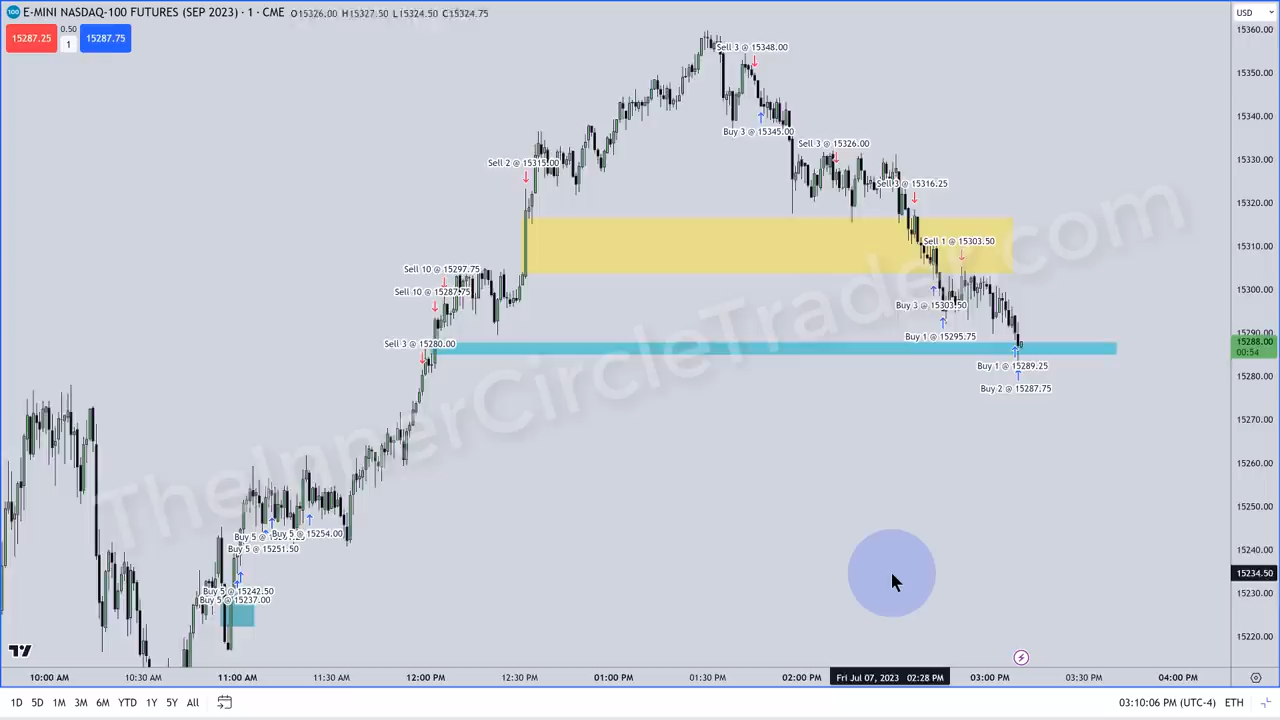 100 E-MINI NASDAQ-100 FUTURES (SEP 2023) · 1 · CME O15326.00 H15327.50 L15324.50 C15324.75
USD
15287.25
0.50
1
15287.75
15360.00
Sell 3 @ 15348.00
15350.00
15340.00
Buy 3 @ 15345.00
Sell 3 @ 15326.00
15330.00
Sell 2 @ 15315.00
Sell 3 @ 15316.25
15320.00
15310.00
Sell 1 @ 15303.50
Sell 10 @ 15297.75
15300.00
Sell 10 @ 15287.75
Buy 3 @ 15303.50
Buy 1 @ 15295.75
15290.00
Sell 3 @ 15280.00
15288.00
00:54
Buy 1 @ 15289.25
15280.00
Buy 2 @ 15287.75
15270.00
15260.00
15250.00
Buy 5 @
Buy 5 @ 15254.00
Buy 5 @ 15251.50
15240.00
15234.50
Buy 5 @ 15242.50
15230.00
Buy 5 @ 15237.00
15220.00
TheInnerCircleTrader.com
10:00 AM 10:30 AM 11:00 AM 11:30 AM 12:00 PM 12:30 PM 01:00 PM 01:30 PM 02:00 PM Fri Jul 07, 2023 02:28 PM 03:00 PM 03:30 PM 04:00 PM
1D 5D 1M 3M 6M YTD 1Y 5Y All
03:10:06 PM (UTC-4) ETH